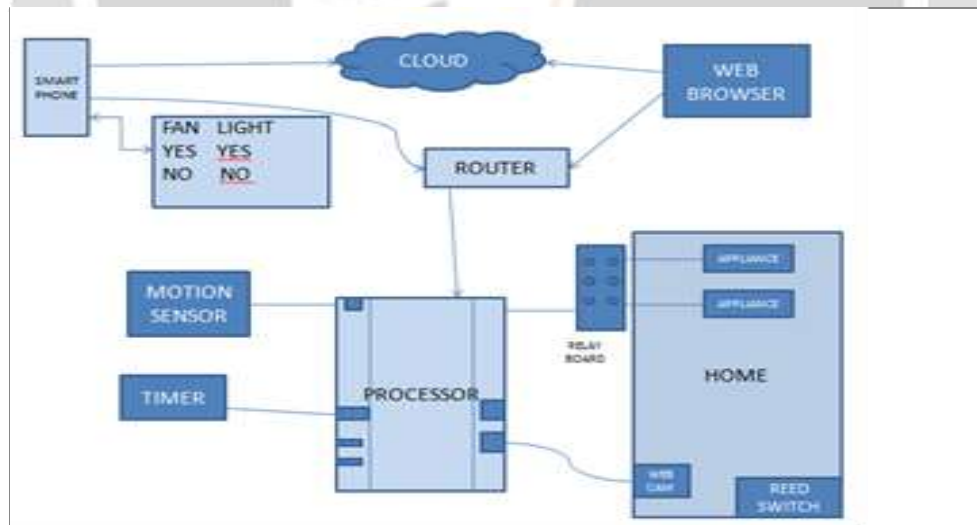 CLOUD
SMART
PHONE
WEB
BROWSER
FAN LIGHT
YES YES
NO NO
ROUTER
APPLIANCE
MOTION
SENSOR
APPLIANCE
RELAY
BOARD
PROCESSOR
HOME
TIMER
WEB
CAM
REED
SWITCH